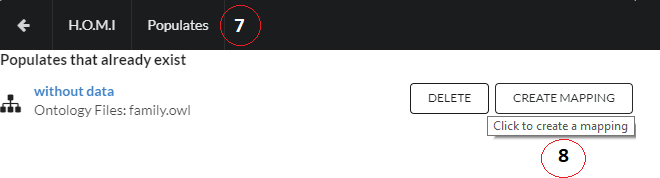 H.O.M.I Populates 7
Populates that already exist
without data
Ontology Files: family.owl
DELETE CREATE MAPPING
Click to create a mapping
8